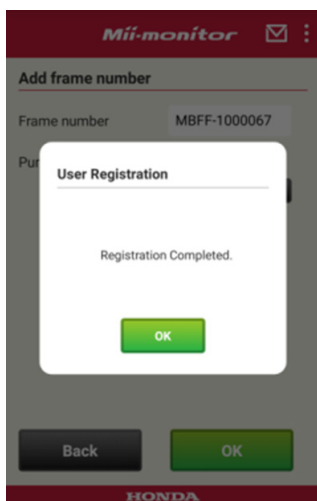 Mii-monitor
Add frame number
Frame number MBFF-1000067
Pur
User Registration
Registration Completed.
OK
Back OK
HONDA